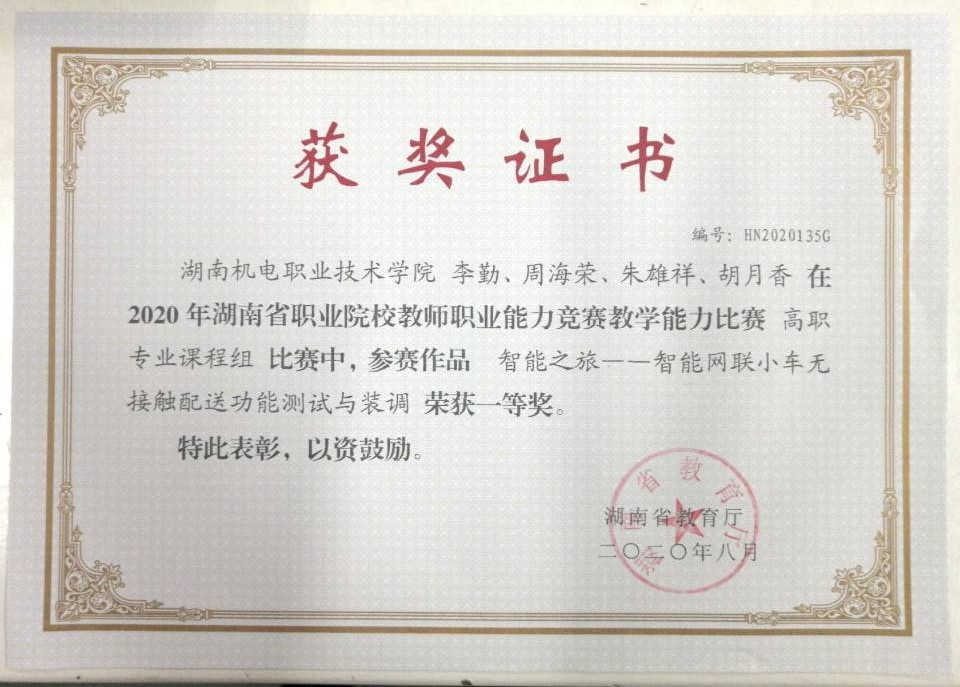 获奖证书
编号：HN2020135G
湖南机电职业技术学院 李勤、周海荣、朱雄祥、胡月香 在
2020年湖南省职业院校教师职业能力竞赛教学能力比赛 高职
专业课程组 比赛中，参赛作品 智能之旅——智能网联小车无
接触配送功能测试与装调 荣获一等奖。
特此表彰，以资鼓励。
湖南省教育厅
湖南省教育厅
二〇二〇年八月